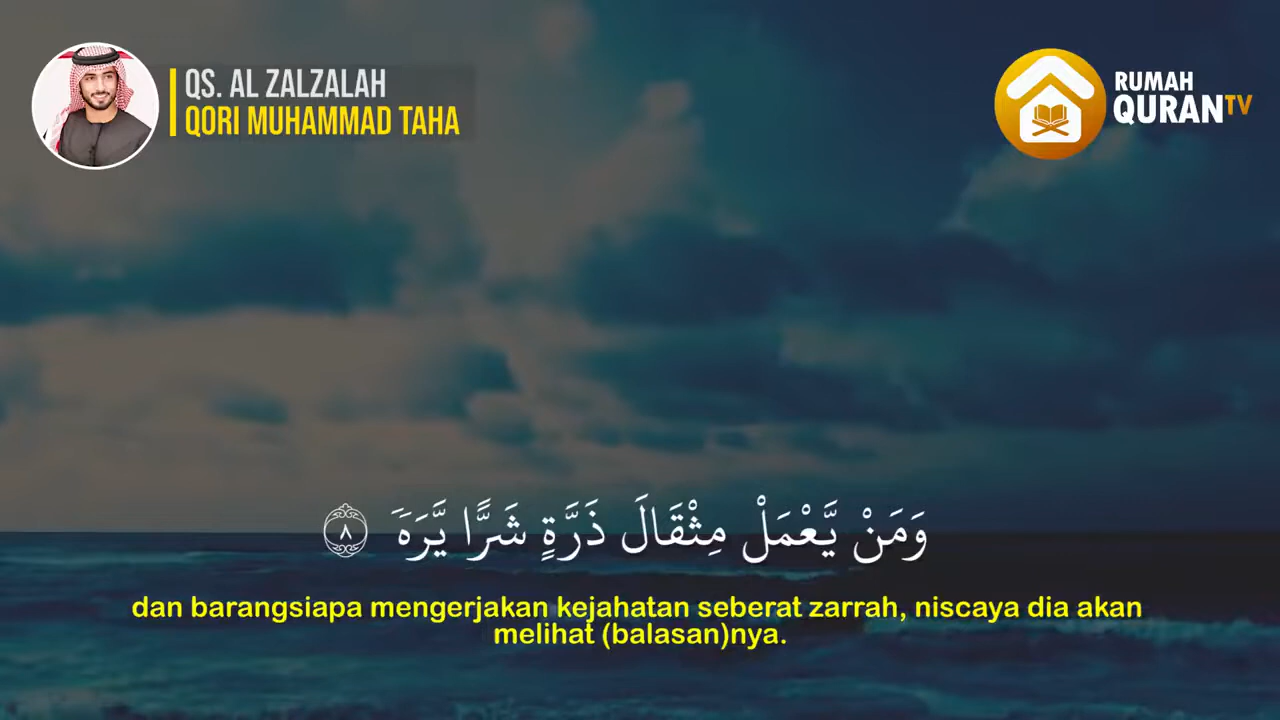 QS. AL ZALZALAH
QORI MUHAMMAD TAHA
RUMAH
QURANTV
وَمَنْ يَّعْمَلْ مِثْقَالَ ذَرَّةٍ شَرًّا يَّرَهٗ ٨
dan barangsiapa mengerjakan kejahatan seberat zarrah, niscaya dia akan
melihat (balasan)nya.